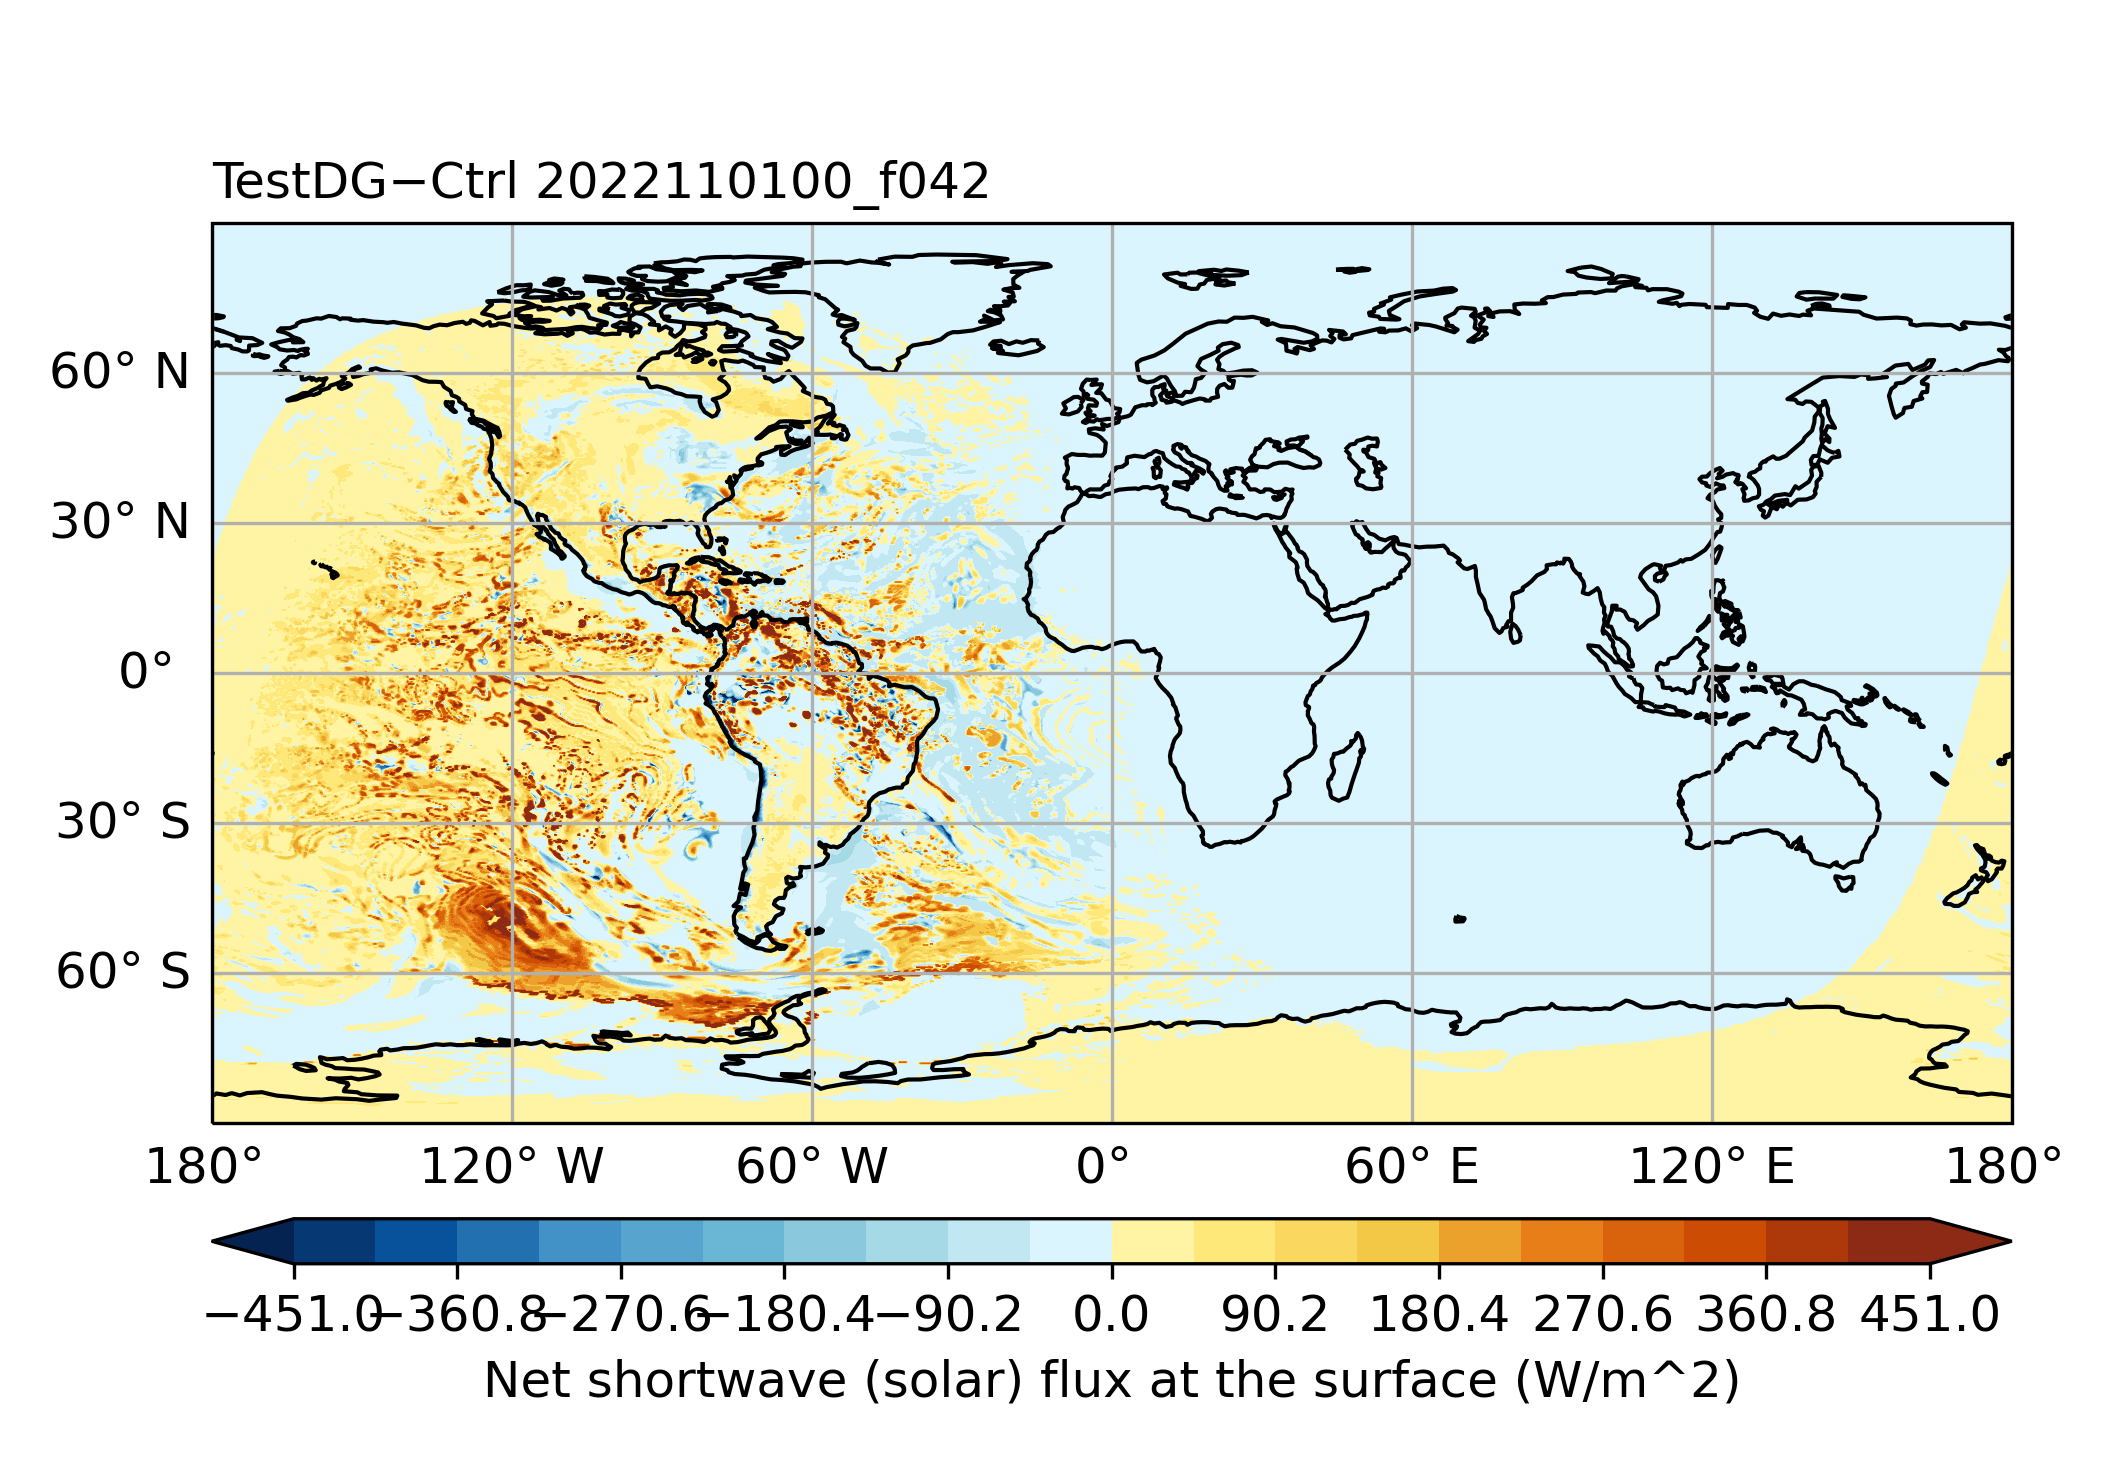 TestDG−Ctrl 2022110100_f042
60° N
30° N
0°
30° S
60° S
180° 120° W 60° W 0° 60° E 120° E 180°
−451.0 −360.8 −270.6 −180.4 −90.2 0.0 90.2 180.4 270.6 360.8 451.0
Net shortwave (solar) flux at the surface (W/m^2)